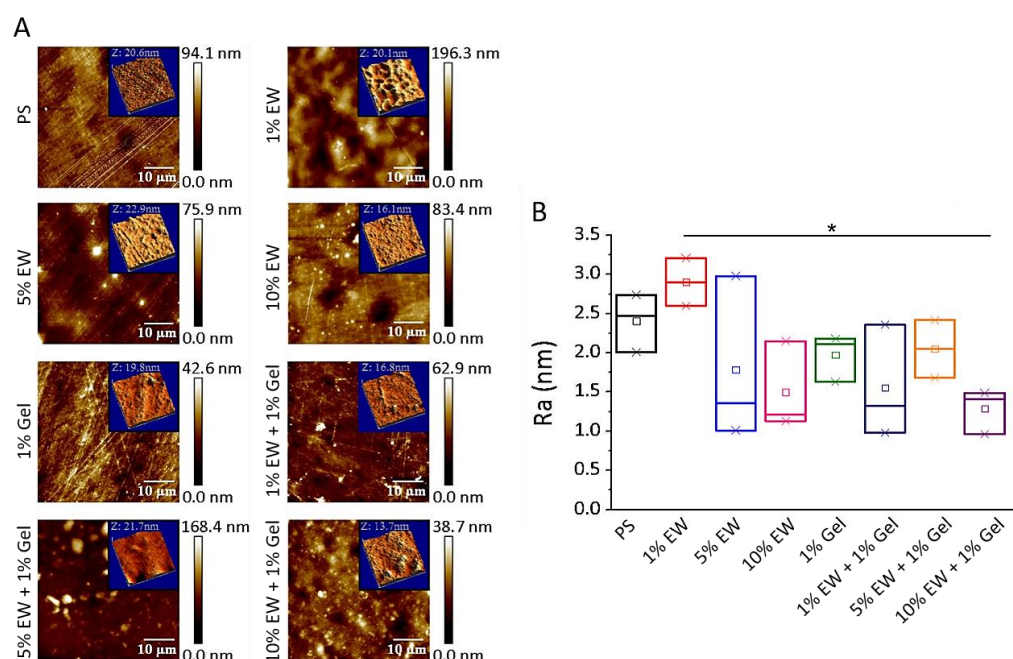 A
PS
Z: 20.6nm
94.1 nm
10 μm
0.0 nm
1% EW
Z: 20.1nm
196.3 nm
10 μm
0.0 nm
5% EW
Z: 22.9nm
75.9 nm
10 μm
0.0 nm
10% EW
Z: 16.1nm
83.4 nm
10 μm
0.0 nm
1% Gel
Z: 19.8nm
42.6 nm
10 μm
0.0 nm
1% EW + 1% Gel
Z: 16.8nm
62.9 nm
10 μm
0.0 nm
5% EW + 1% Gel
Z: 21.7nm
168.4 nm
10 μm
0.0 nm
10% EW + 1% Gel
Z: 13.7nm
38.7 nm
10 μm
0.0 nm
B
*
Ra (nm)
3.5
3.0
2.5
2.0
1.5
1.0
0.5
0.0
PS
1% EW
5% EW
10% EW
1% Gel
1% EW + 1% Gel
5% EW + 1% Gel
10% EW + 1% Gel